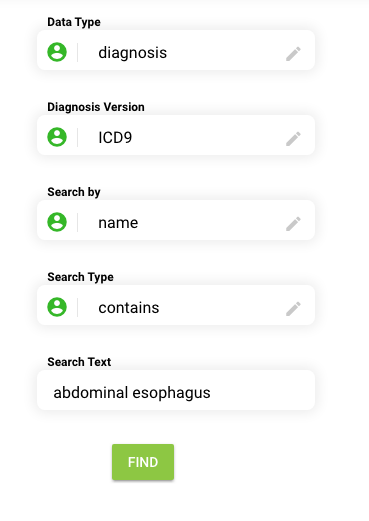 Data Type
diagnosis
Diagnosis Version
ICD9
Search by
name
Search Type
contains
Search Text
abdominal esophagus
FIND